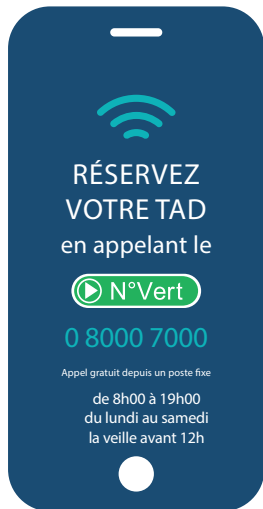 RÉSERVEZ
VOTRE TAD
en appelant le
N°Vert
0 8000 7000
Appel gratuit depuis un poste fixe
de 8h00 à 19h00
du lundi au samedi
la veille avant 12h